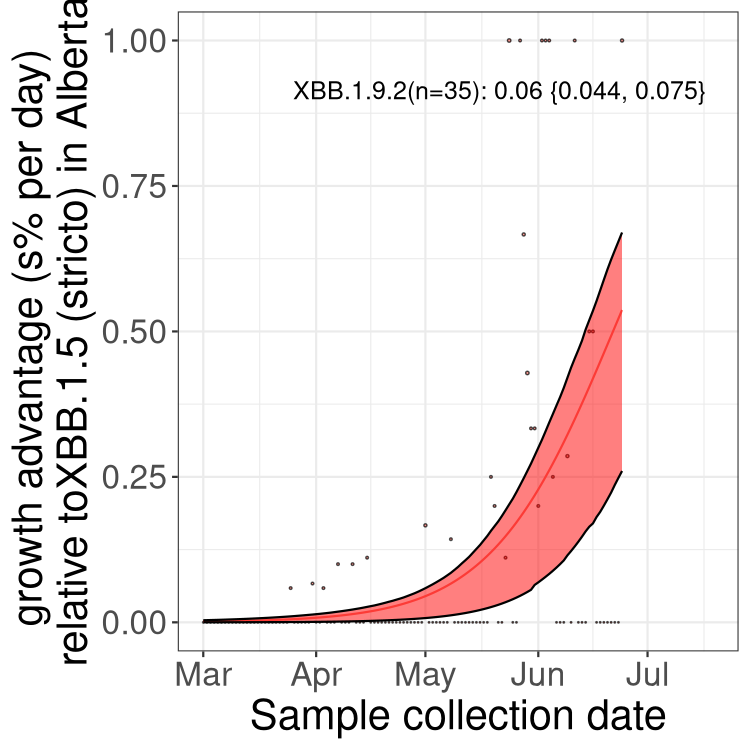 growth advantage (s% per day)
relative toXBB.1.5 (stricto) in Alberta
1.00
0.75
0.50
0.25
0.00
XBB.1.9.2(n=35): 0.06 {0.044, 0.075}
Mar Apr May Jun Jul
Sample collection date